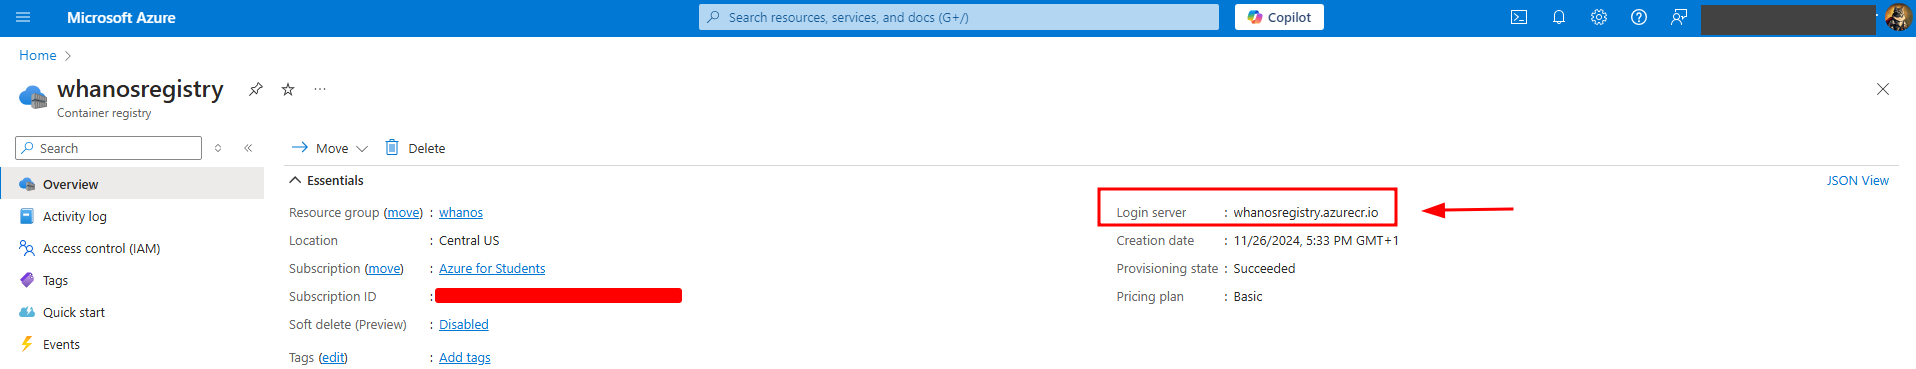 Microsoft Azure
Search resources, services, and docs (G+/)
Copilot
Home
whanosregistry
Container registry
Search
Move
Delete
Overview
Activity log
Access control (IAM)
Tags
Quick start
Events
Essentials
JSON View
Resource group (move) : whanos
Location : Central US
Subscription (move) : Azure for Students
Subscription ID :
Soft delete (Preview) : Disabled
Tags (edit) : Add tags
Login server : whanosregistry.azurecr.io
Creation date : 11/26/2024, 5:33 PM GMT+1
Provisioning state : Succeeded
Pricing plan : Basic